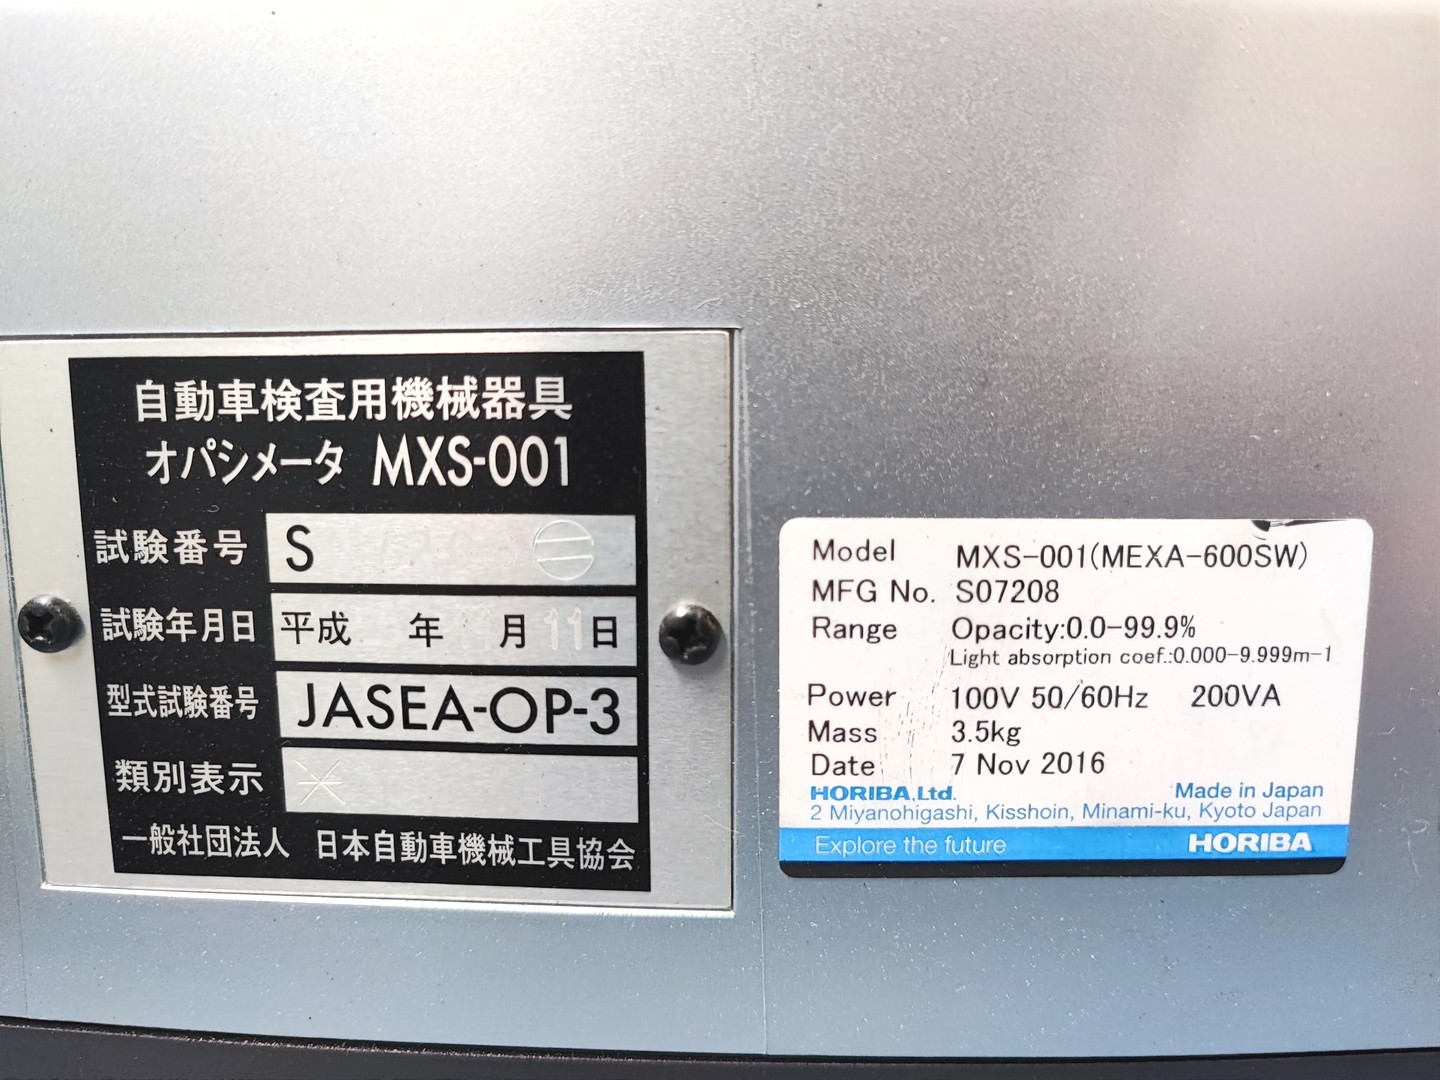 自動車検査用機械器具
オパシメータ MXS-001
試験番号 S
試験年月日 平成 年 月 11日
型式試験番号 JASEA-OP-3
類別表示
一般社団法人 日本自動車機械工具協会
Model MXS-001(MEXA-600SW)
MFG No. S07208
Range Opacity:0.0-99.9%
Light absorption coef.:0.000-9.999m-1
Power 100V 50/60Hz 200VA
Mass 3.5kg
Date 7 Nov 2016
HORIBA,Ltd. Made in Japan
2 Miyanohigashi, Kisshoin, Minami-ku, Kyoto Japan
Explore the future HORIBA